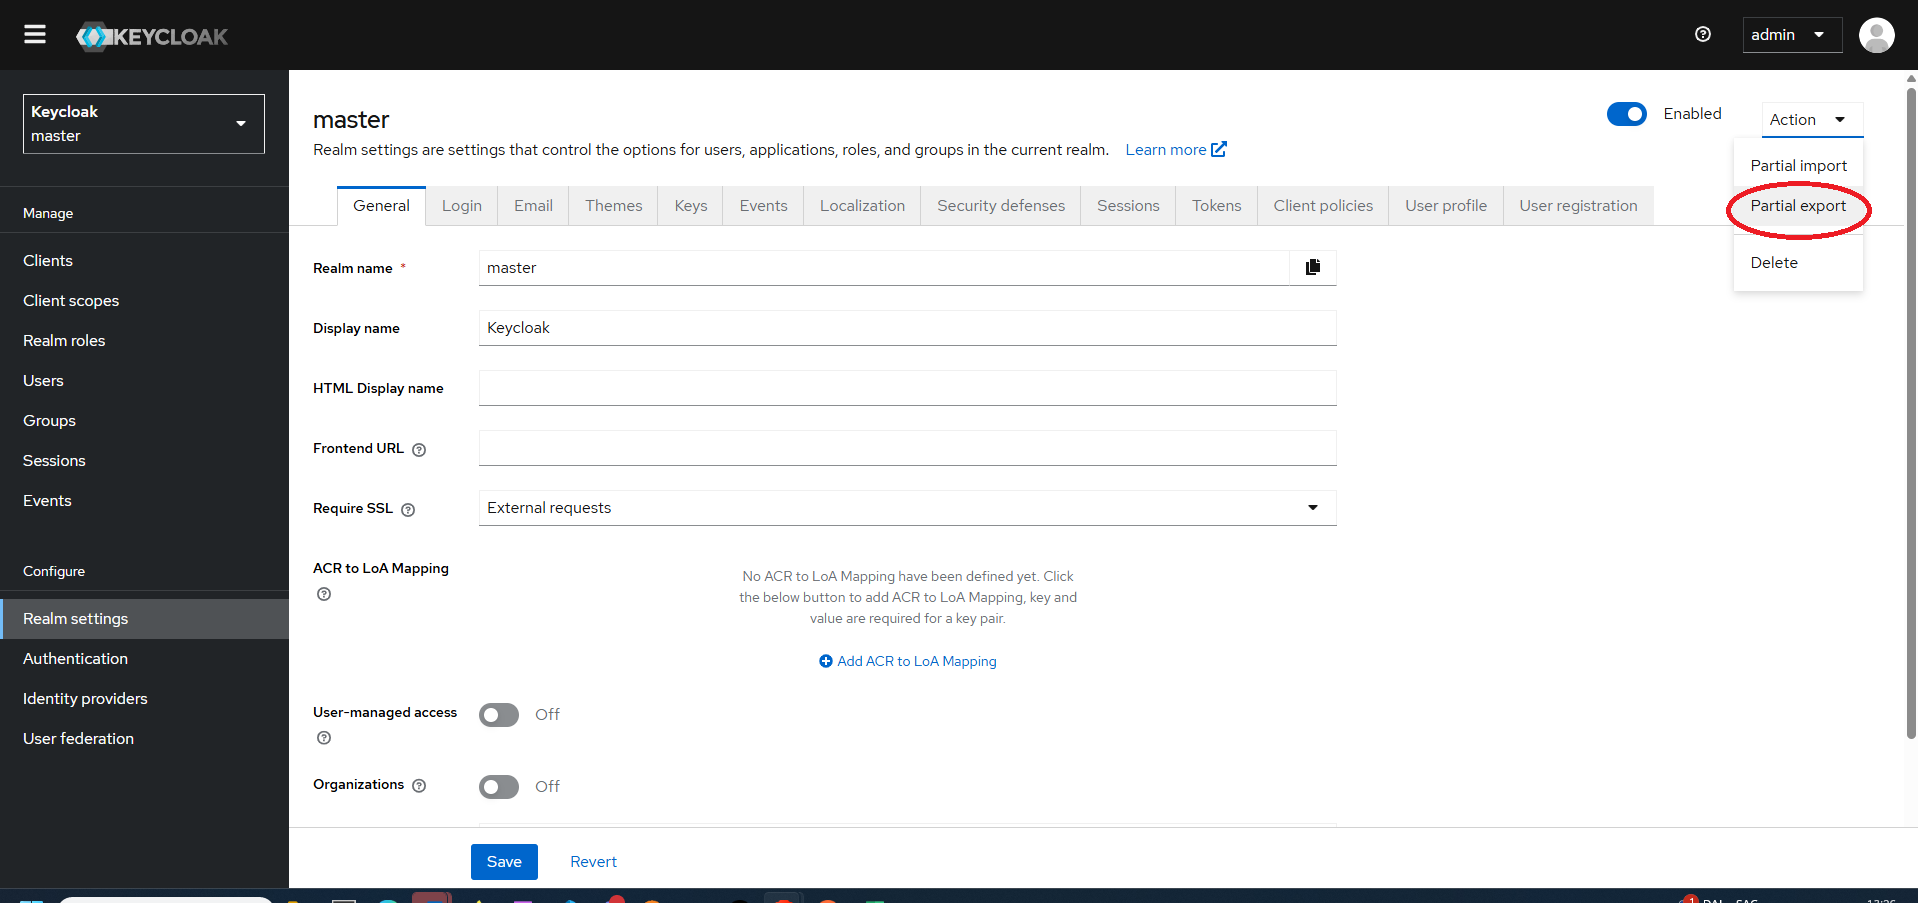 KEYCLOAK
admin
Keycloak
master
Manage
Clients
Client scopes
Realm roles
Users
Groups
Sessions
Events
Configure
Realm settings
Authentication
Identity providers
User federation
master
Enabled
Action
Realm settings are settings that control the options for users, applications, roles, and groups in the current realm. Learn more
Partial import
Partial export
Delete
General Login Email Themes Keys Events Localization Security defenses Sessions Tokens Client policies User profile User registration
Realm name *
master
Display name
Keycloak
HTML Display name
Frontend URL
Require SSL
External requests
ACR to LoA Mapping
No ACR to LoA Mapping have been defined yet. Click
the below button to add ACR to LoA Mapping, key and
value are required for a key pair.
Add ACR to LoA Mapping
User-managed access
Off
Organizations
Off
Save Revert